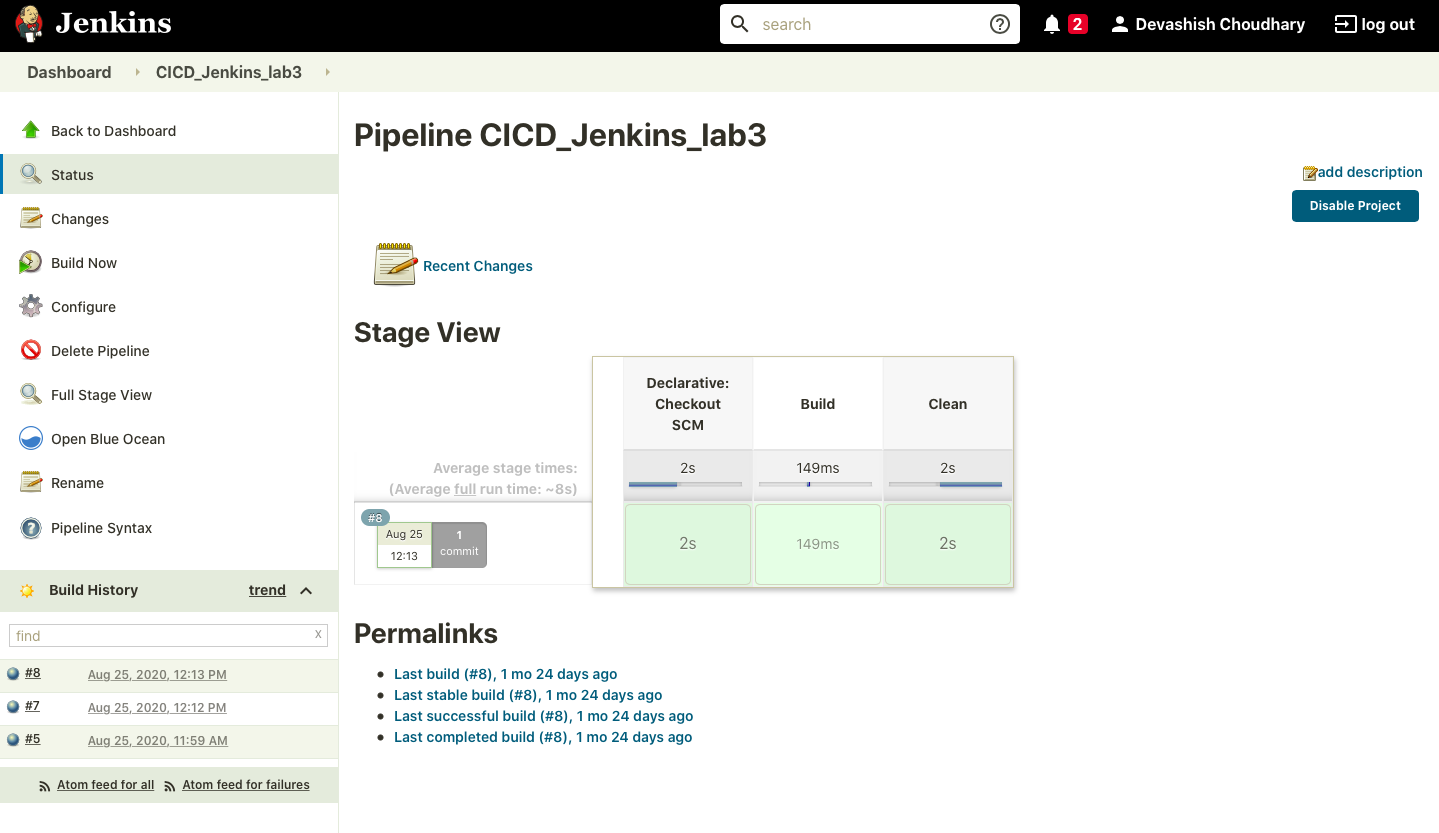 Jenkins
search
2
Devashish Choudhary
log out
Dashboard
CICD_Jenkins_lab3
Back to Dashboard
Status
Changes
Build Now
Configure
Delete Pipeline
Full Stage View
Open Blue Ocean
Rename
Pipeline Syntax
Build History
trend
find
x
#8 Aug 25, 2020, 12:13 PM
#7 Aug 25, 2020, 12:12 PM
#5 Aug 25, 2020, 11:59 AM
Atom feed for all
Atom feed for failures
Pipeline CICD_Jenkins_lab3
add description
Disable Project
Recent Changes
Stage View
Declarative:
Checkout
SCM
Build
Clean
Average stage times:
(Average full run time: ~8s)
2s
149ms
2s
#8
Aug 25
12:13
1
commit
2s
149ms
2s
Permalinks
Last build (#8), 1 mo 24 days ago
Last stable build (#8), 1 mo 24 days ago
Last successful build (#8), 1 mo 24 days ago
Last completed build (#8), 1 mo 24 days ago